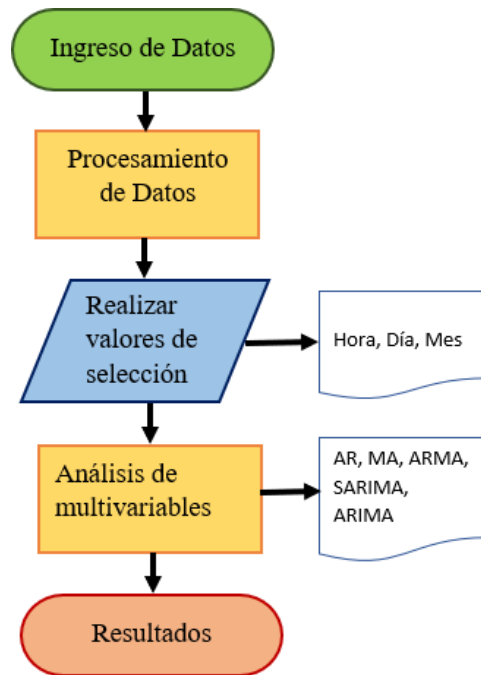 Ingreso de Datos
Procesamiento
de Datos
Realizar
valores de
selección
Hora, Día, Mes
Análisis de
multivariables
AR, MA, ARMA,
SARIMA,
ARIMA
Resultados